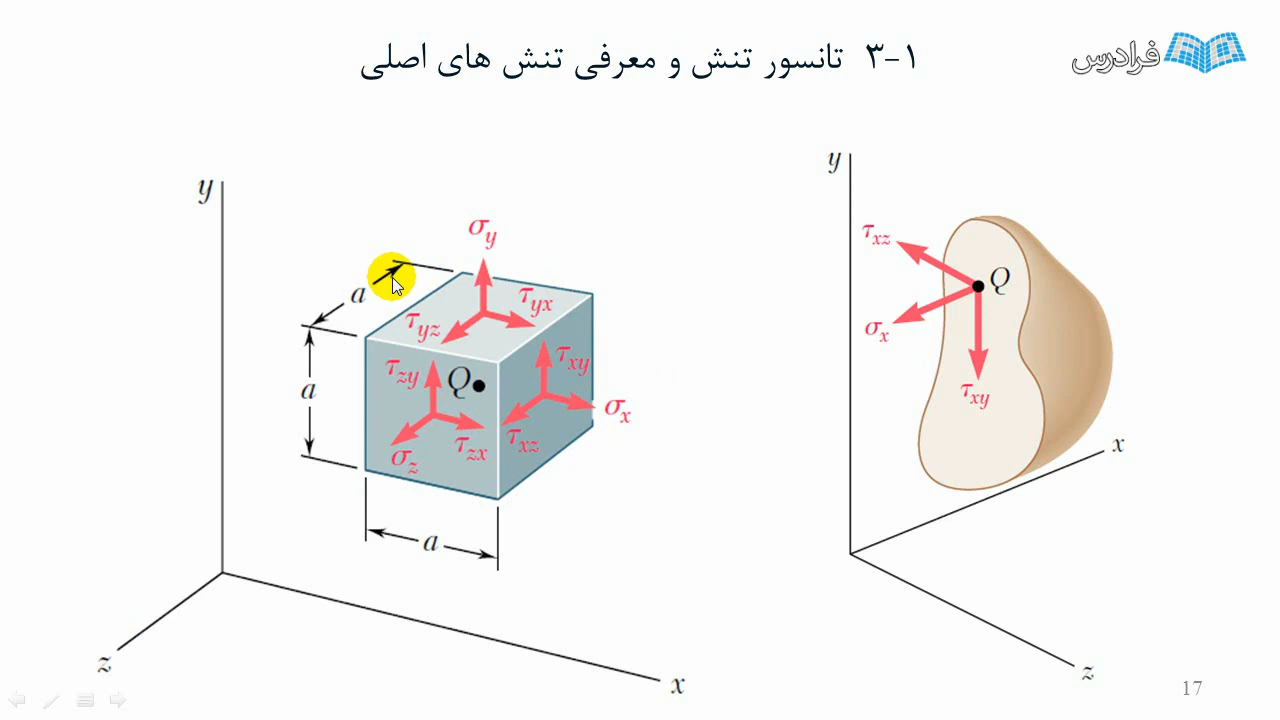 ۳-۱ تانسور تنش و معرفی تنش های اصلی
فرادرس
y
σy
τyx
τyz
a
a
τzy
Q
τxy
σx
τxz
τzx
σz
a
z
x
y
τxz
Q
σx
τxy
x
z
17